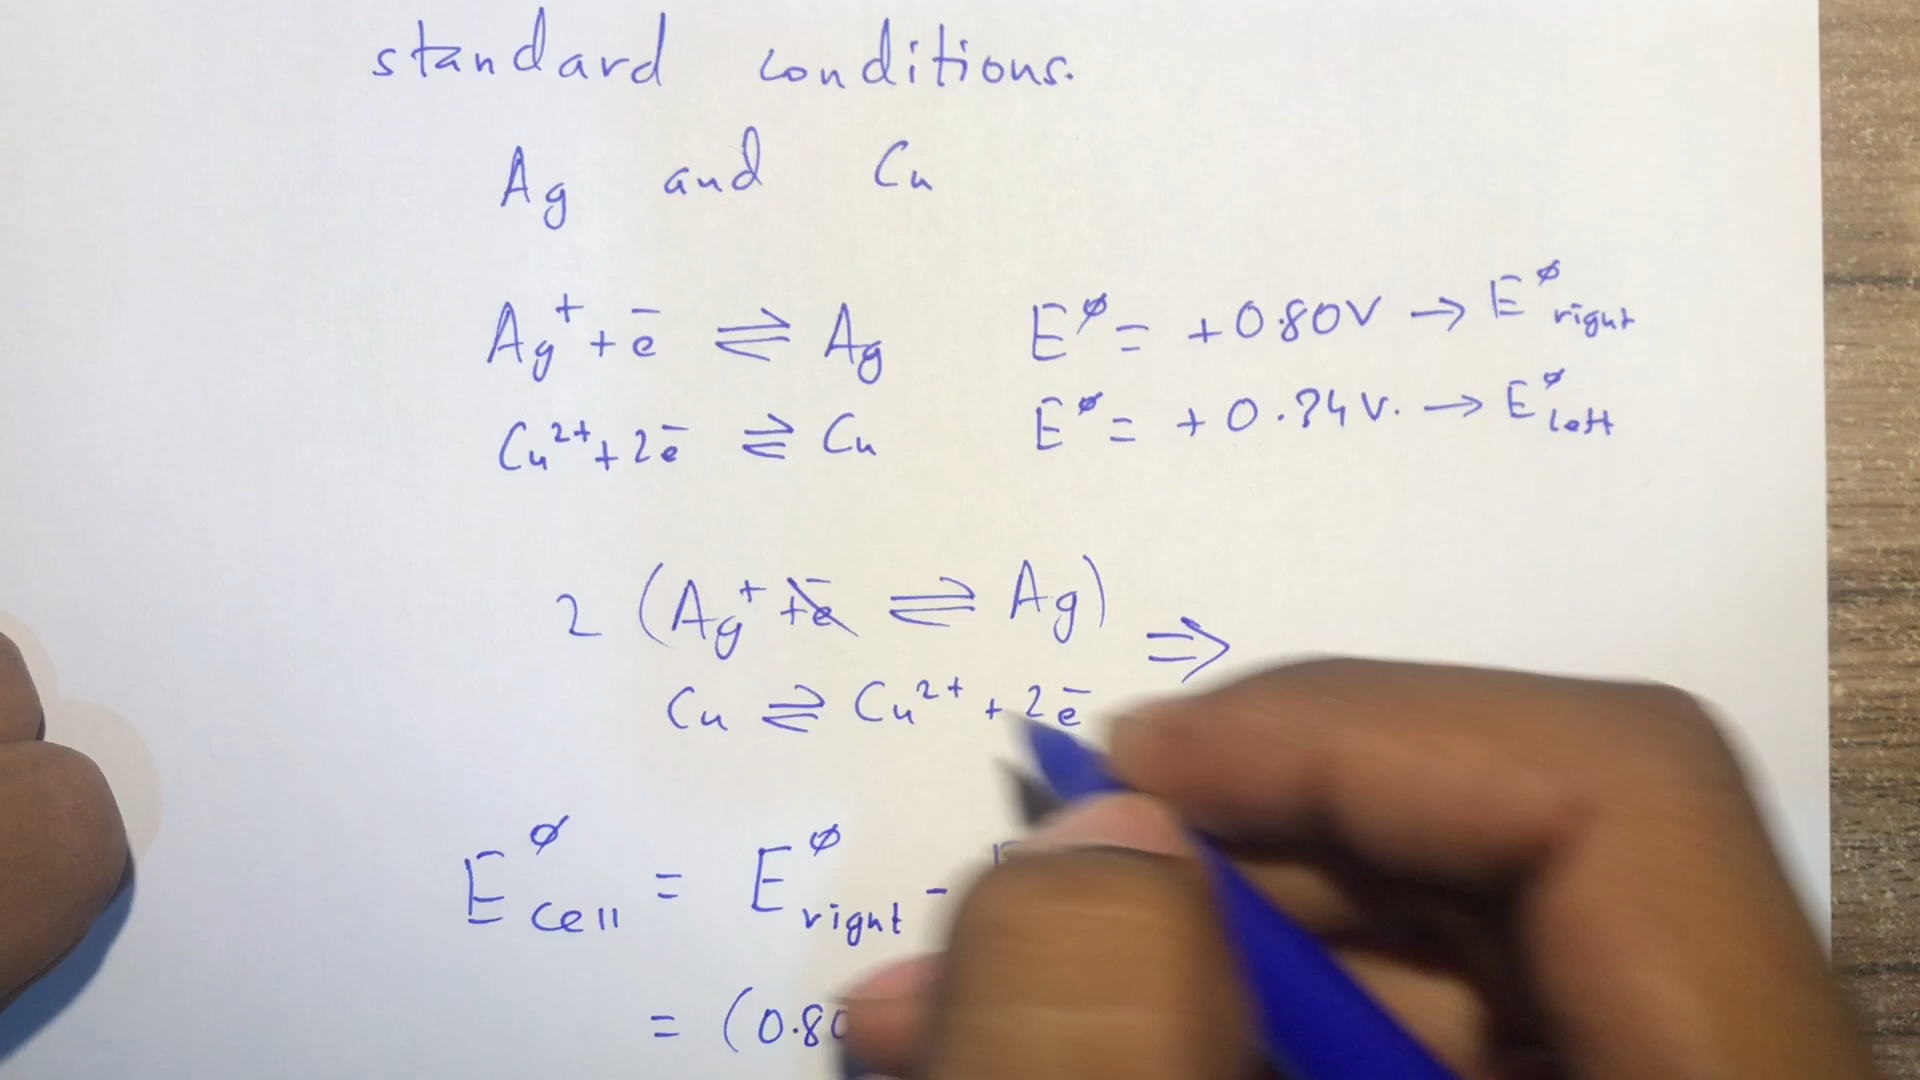 standard conditions.
Ag and Cu
Ag⁺ + e⁻ ⇌ Ag E⌀ = +0.80V → E⌀ right
Cu²⁺ + 2e⁻ ⇌ Cu E⌀ = +0.34V. → E⌀ left
2 (Ag⁺ + e⁻ ⇌ Ag) ⇒
Cu ⇌ Cu²⁺ + 2e⁻
E⌀ cell = E⌀ right -
= (0.80